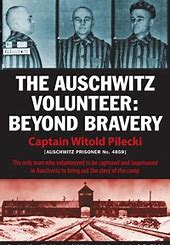 THE AUSCHWITZ
VOLUNTEER:
BEYOND BRAVERY
Captain Witold Pilecki
[AUSCHWITZ PRISONER No. 4859]
The only man who volunteered to be captured and imprisoned
in Auschwitz to bring out the story of the camp